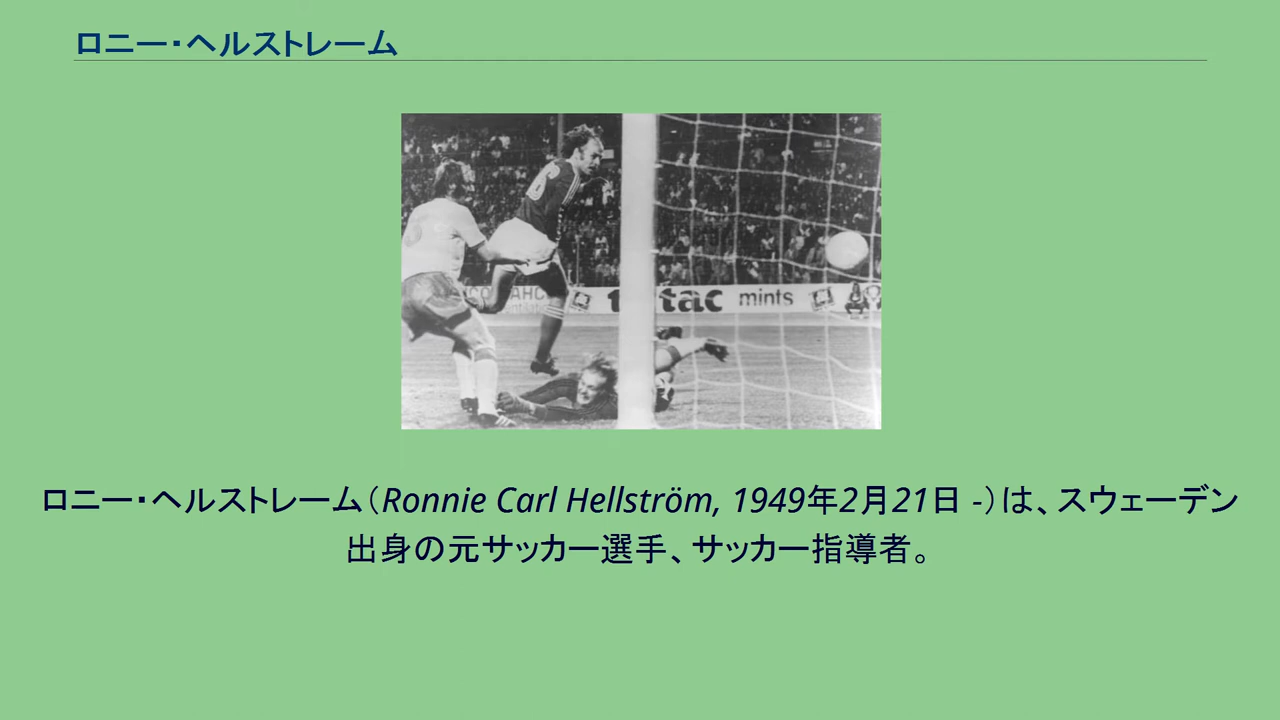 ロニー・ヘルストレーム
tac mints
ロニー・ヘルストレーム（Ronnie Carl Hellström, 1949年2月21日 -）は、スウェーデン
出身の元サッカー選手、サッカー指導者。